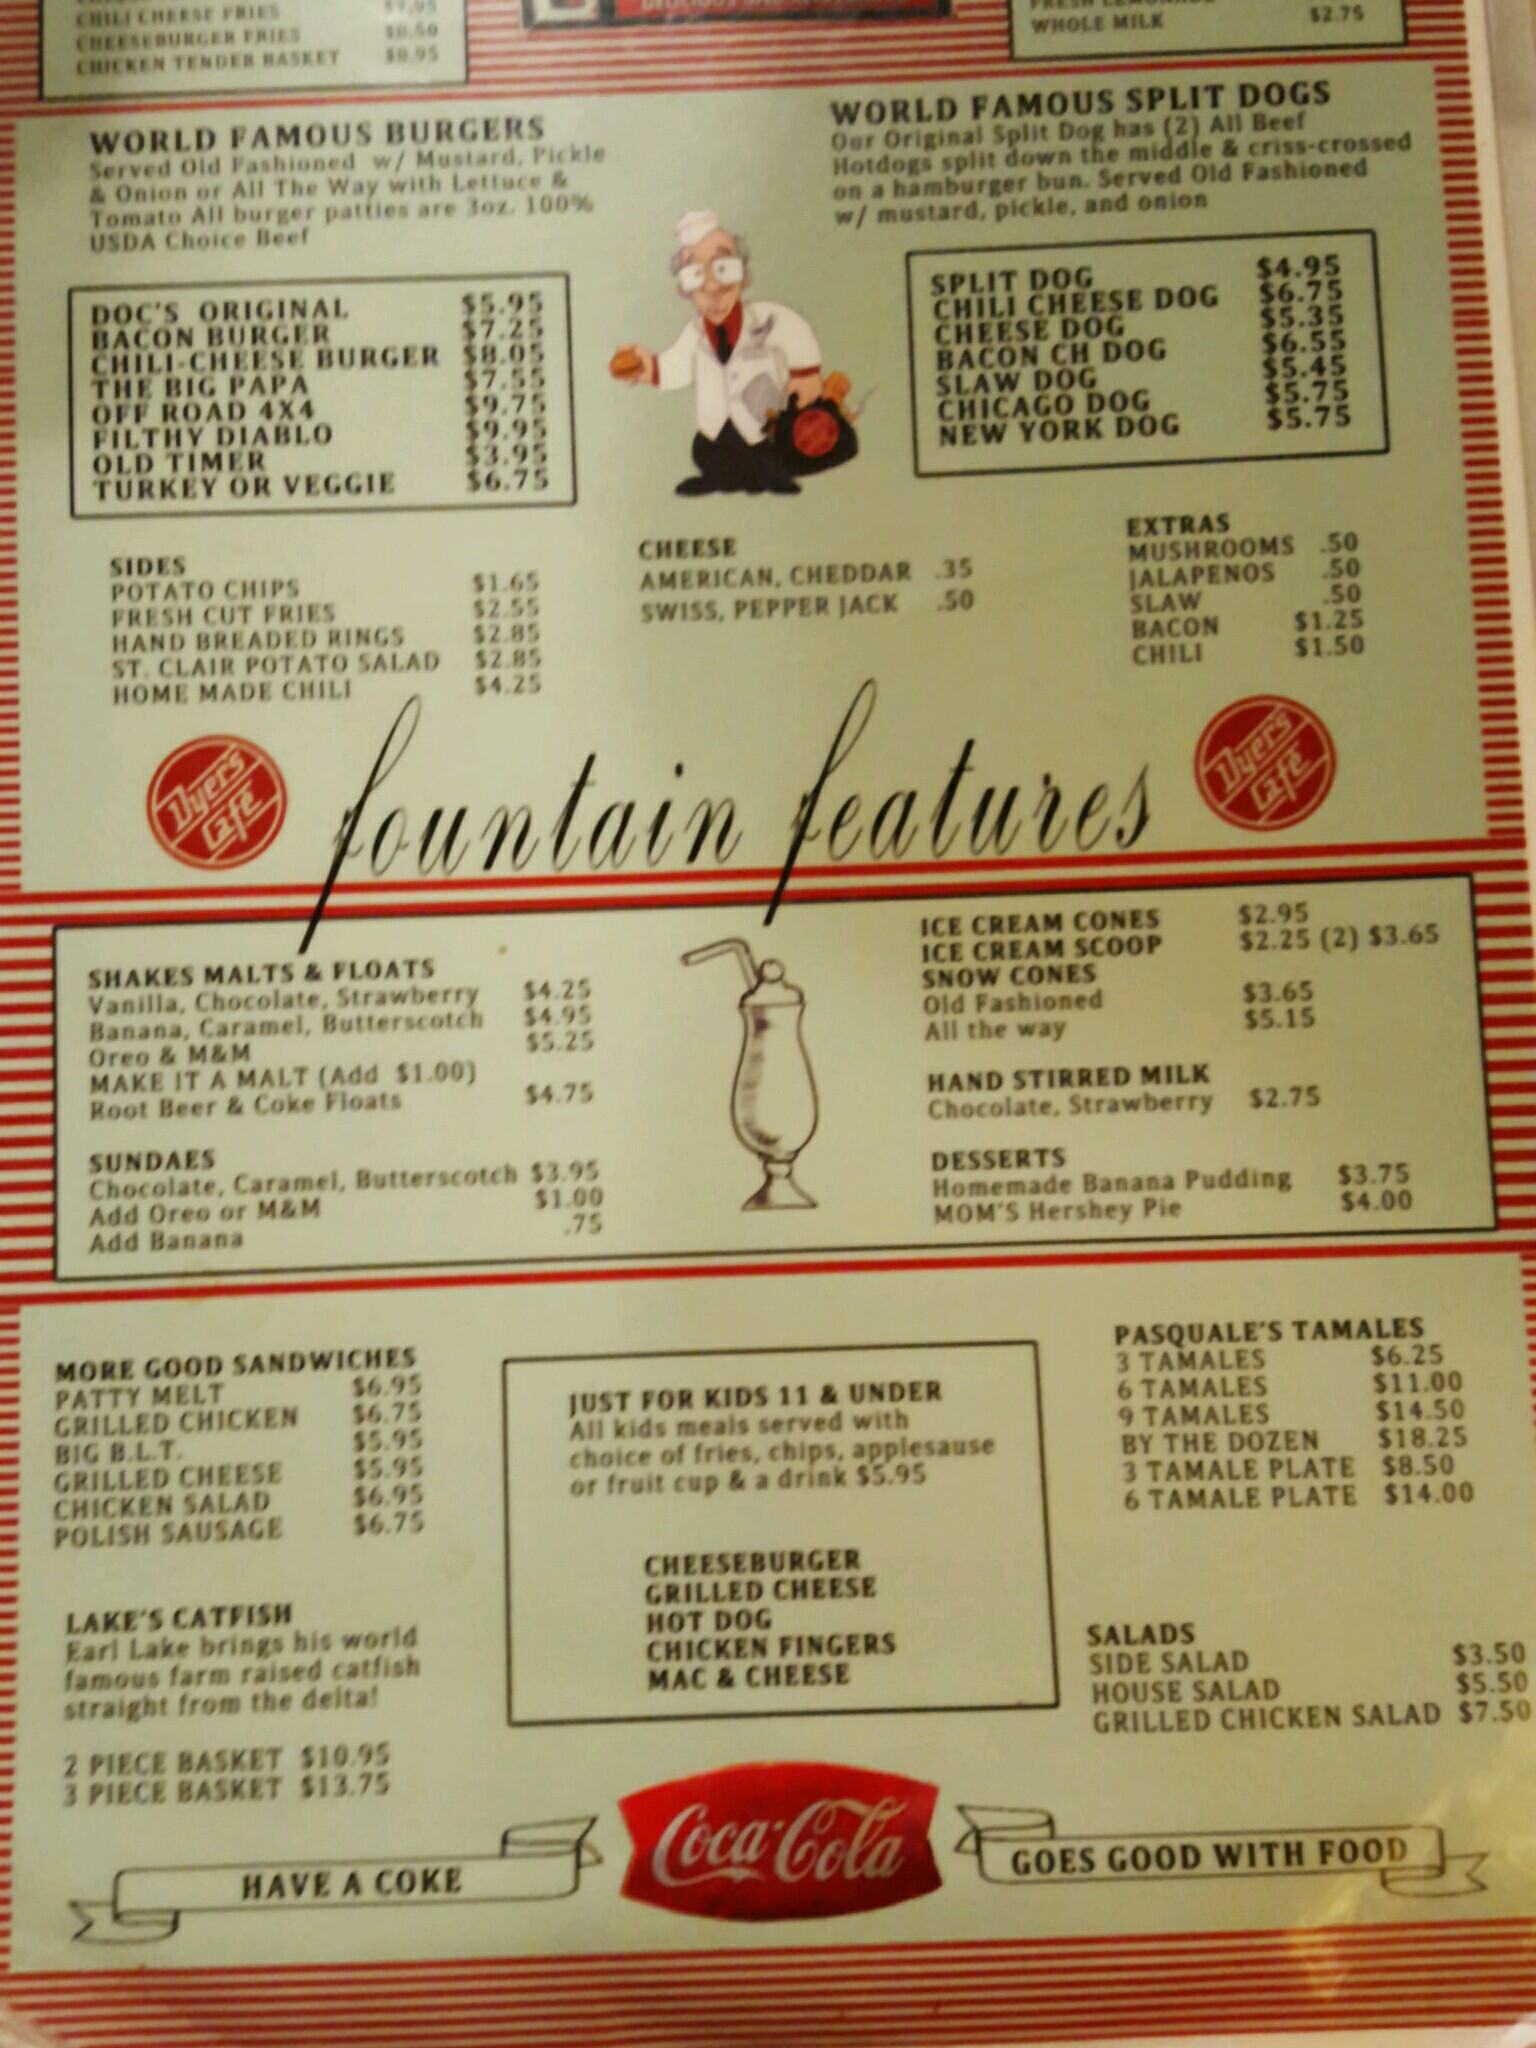 CHILI CHEESE FRIES $7.95
CHEESEBURGER FRIES $8.50
CHICKEN TENDER BASKET $8.95
WHOLE MILK $2.75
WORLD FAMOUS BURGERS
Served Old Fashioned w/ Mustard, Pickle
& Onion or All The Way with Lettuce &
Tomato All burger patties are 3oz. 100%
USDA Choice Beef
DOC'S ORIGINAL $5.95
BACON BURGER $7.25
CHILI-CHEESE BURGER $8.05
THE BIG PAPA $7.55
OFF ROAD 4X4 $9.75
FILTHY DIABLO $9.95
OLD TIMER $3.95
TURKEY OR VEGGIE $6.75
WORLD FAMOUS SPLIT DOGS
Our Original Split Dog has (2) All Beef
Hotdogs split down the middle & criss-crossed
on a hamburger bun. Served Old Fashioned
w/ mustard, pickle, and onion
SPLIT DOG $4.95
CHILI CHEESE DOG $6.75
CHEESE DOG $5.35
BACON CH DOG $6.55
SLAW DOG $5.45
CHICAGO DOG $5.75
NEW YORK DOG $5.75
SIDES
POTATO CHIPS $1.65
FRESH CUT FRIES $2.55
HAND BREADED RINGS $2.85
ST. CLAIR POTATO SALAD $2.85
HOME MADE CHILI $4.25
CHEESE
AMERICAN, CHEDDAR .35
SWISS, PEPPER JACK .50
EXTRAS
MUSHROOMS .50
JALAPENOS .50
SLAW .50
BACON $1.25
CHILI $1.50
Dyers
Café
fountain features
Dyers
Café
SHAKES MALTS & FLOATS
Vanilla, Chocolate, Strawberry $4.25
Banana, Caramel, Butterscotch $4.95
Oreo & M&M $5.25
MAKE IT A MALT (Add $1.00)
Root Beer & Coke Floats $4.75
SUNDAES
Chocolate, Caramel, Butterscotch $3.95
Add Oreo or M&M $1.00
Add Banana .75
ICE CREAM CONES $2.95
ICE CREAM SCOOP $2.25 (2) $3.65
SNOW CONES
Old Fashioned $3.65
All the way $5.15
HAND STIRRED MILK
Chocolate, Strawberry $2.75
DESSERTS
Homemade Banana Pudding $3.75
MOM'S Hershey Pie $4.00
MORE GOOD SANDWICHES
PATTY MELT $6.95
GRILLED CHICKEN $6.75
BIG B.L.T. $5.95
GRILLED CHEESE $5.95
CHICKEN SALAD $6.95
POLISH SAUSAGE $6.75
JUST FOR KIDS 11 & UNDER
All kids meals served with
choice of fries, chips, applesause
or fruit cup & a drink $5.95
CHEESEBURGER
GRILLED CHEESE
HOT DOG
CHICKEN FINGERS
MAC & CHEESE
PASQUALE'S TAMALES
3 TAMALES $6.25
6 TAMALES $11.00
9 TAMALES $14.50
BY THE DOZEN $18.25
3 TAMALE PLATE $8.50
6 TAMALE PLATE $14.00
LAKE'S CATFISH
Earl Lake brings his world
famous farm raised catfish
straight from the delta!
2 PIECE BASKET $10.95
3 PIECE BASKET $13.75
SALADS
SIDE SALAD $3.50
HOUSE SALAD $5.50
GRILLED CHICKEN SALAD $7.50
HAVE A COKE
Coca-Cola
GOES GOOD WITH FOOD